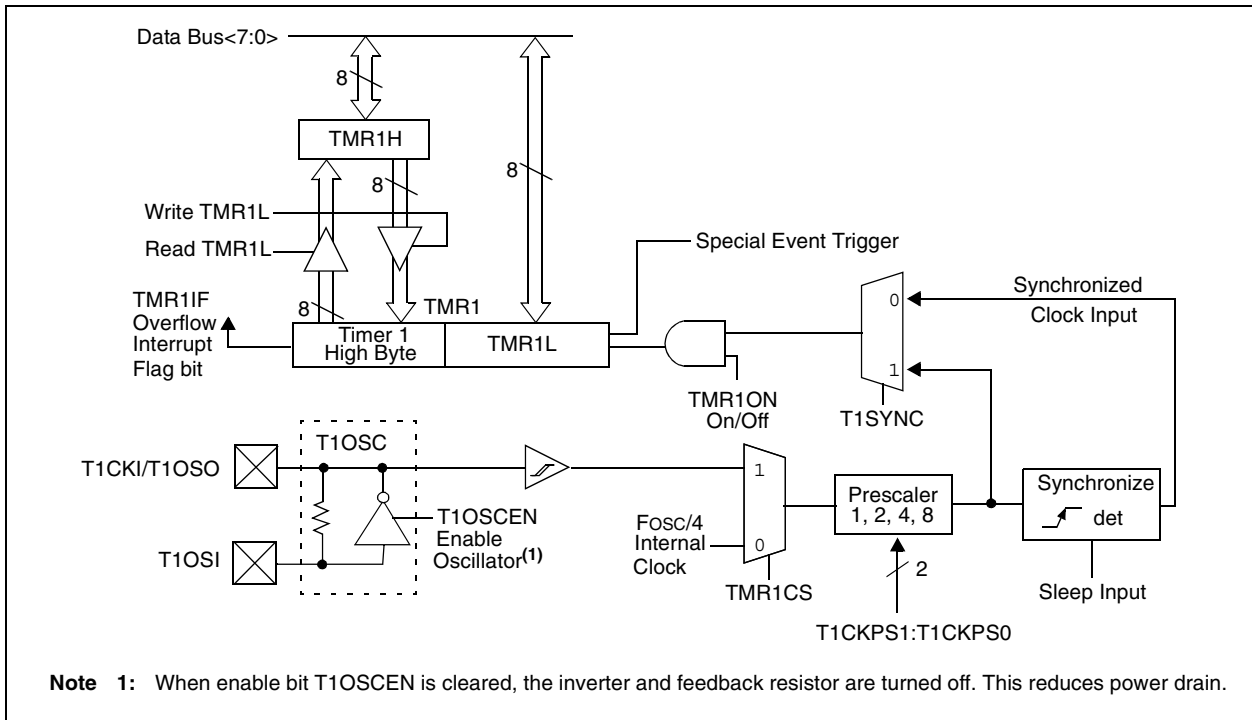 Data Bus<7:0>
8
TMR1H
8
8
Write TMR1L
Read TMR1L
Special Event Trigger
TMR1IF
Overflow
Interrupt
Flag bit
8
TMR1
Timer 1
High Byte
TMR1L
0
Synchronized
Clock Input
1
TMR1ON
On/Off
T1SYNC
T1OSC
T1CKI/T1OSO
1
Prescaler
1, 2, 4, 8
Synchronize
det
T1OSCEN
Enable
Oscillator(1)
FOSC/4
Internal
Clock
0
T1OSI
2
TMR1CS
Sleep Input
T1CKPS1:T1CKPS0
Note 1: When enable bit T1OSCEN is cleared, the inverter and feedback resistor are turned off. This reduces power drain.